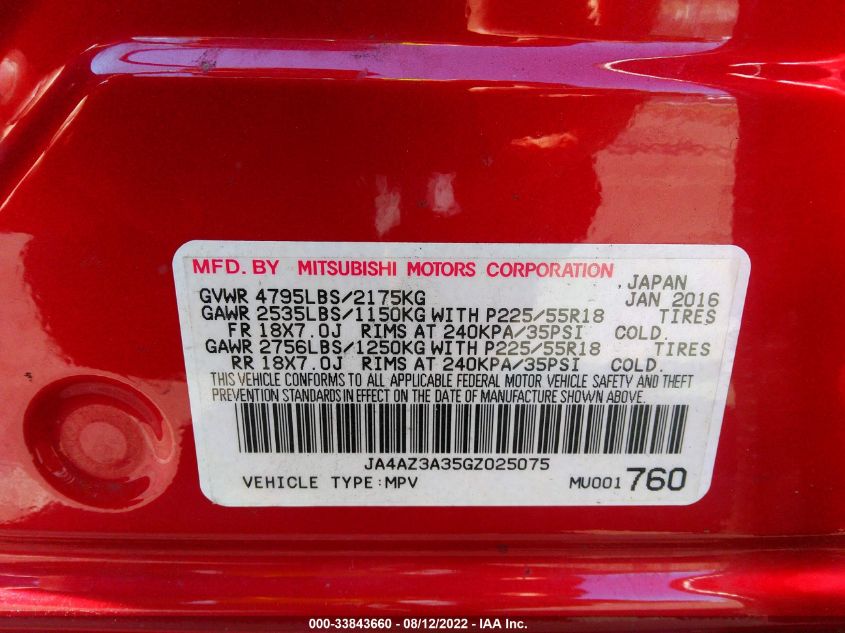 MFD. BY MITSUBISHI MOTORS CORPORATION , JAPAN
GVWR 4795LBS/2175KG JAN 2016
GAWR 2535LBS/1150KG WITH P225/55R18 TIRES
FR 18X7.0J RIMS AT 240KPA/35PSI COLD.
GAWR 2756LBS/1250KG WITH P225/55R18 TIRES
RR 18X7.0J RIMS AT 240KPA/35PSI COLD.
THIS VEHICLE CONFORMS TO ALL APPLICABLE FEDERAL MOTOR VEHICLE SAFETY AND THEFT
PREVENTION STANDARDS IN EFFECT ON THE DATE OF MANUFACTURE SHOWN ABOVE.
JA4AZ3A35GZ025075
VEHICLE TYPE:MPV MU001 760
000-33843660 - 08/12/2022 - IAA Inc.